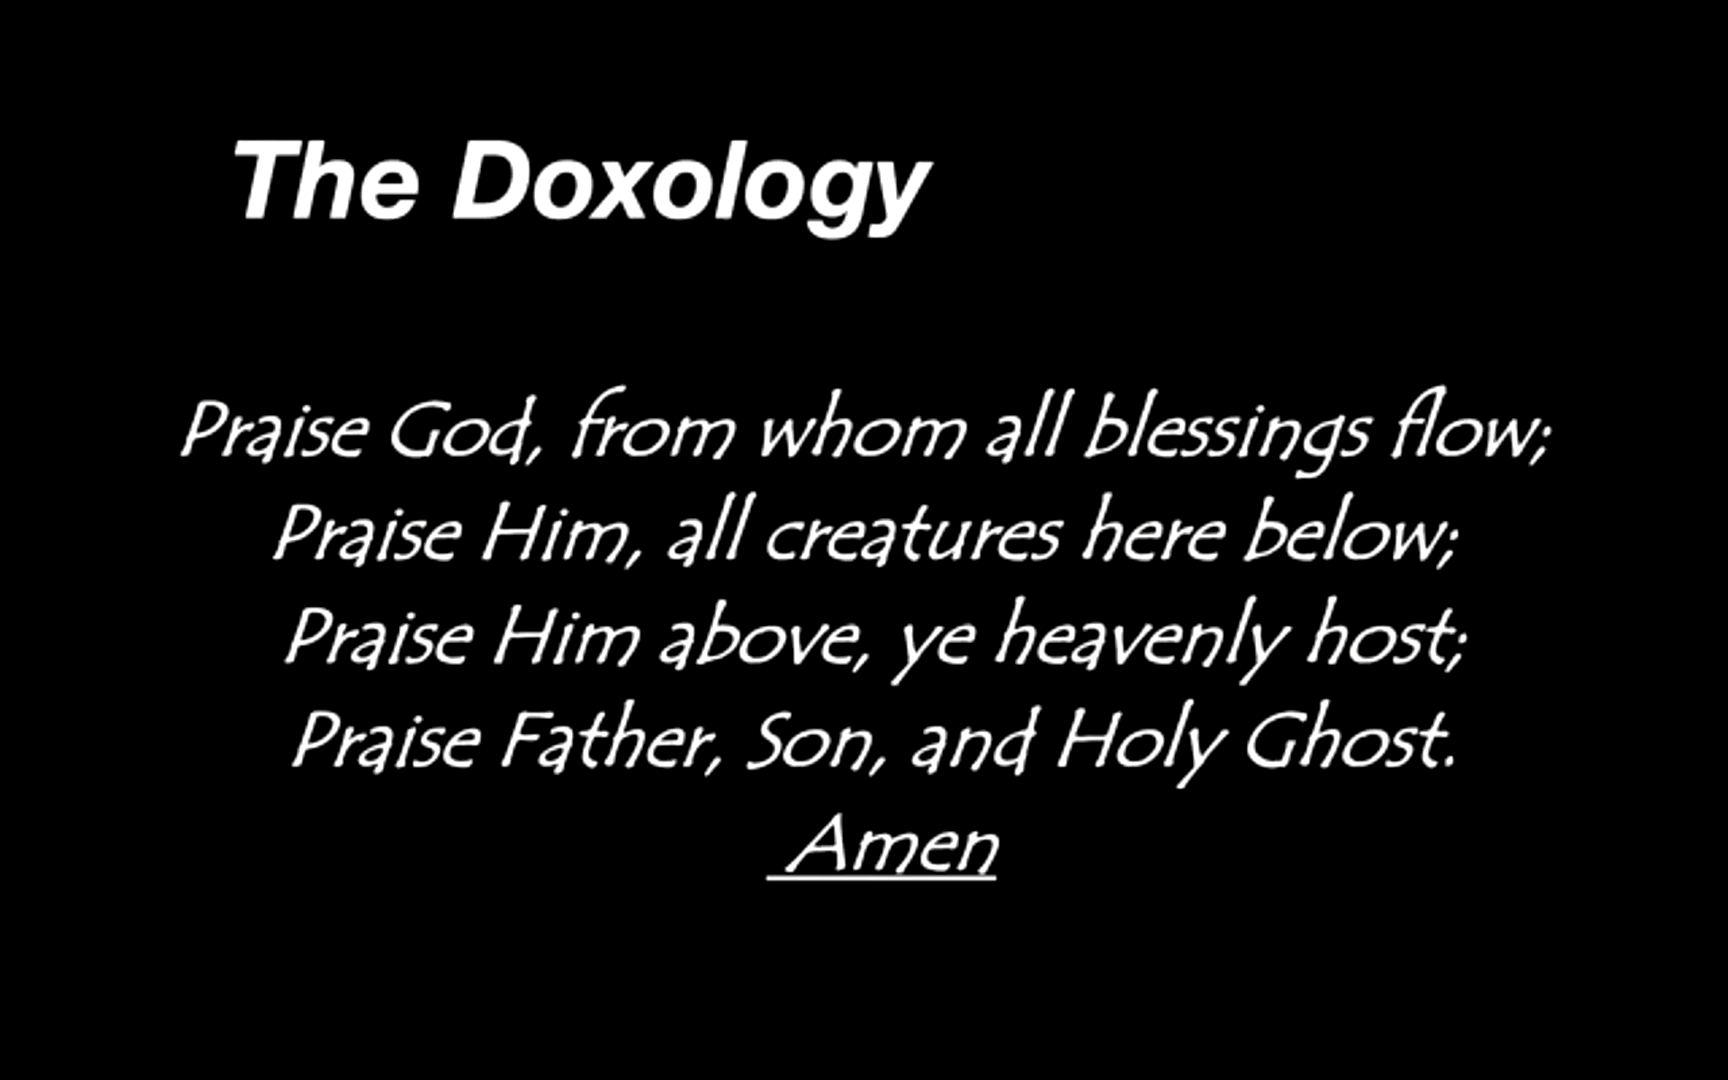 The Doxology
Praise God, from whom all blessings flow;
Praise Him, all creatures here below;
Praise Him above, ye heavenly host;
Praise Father, Son, and Holy Ghost.
Amen